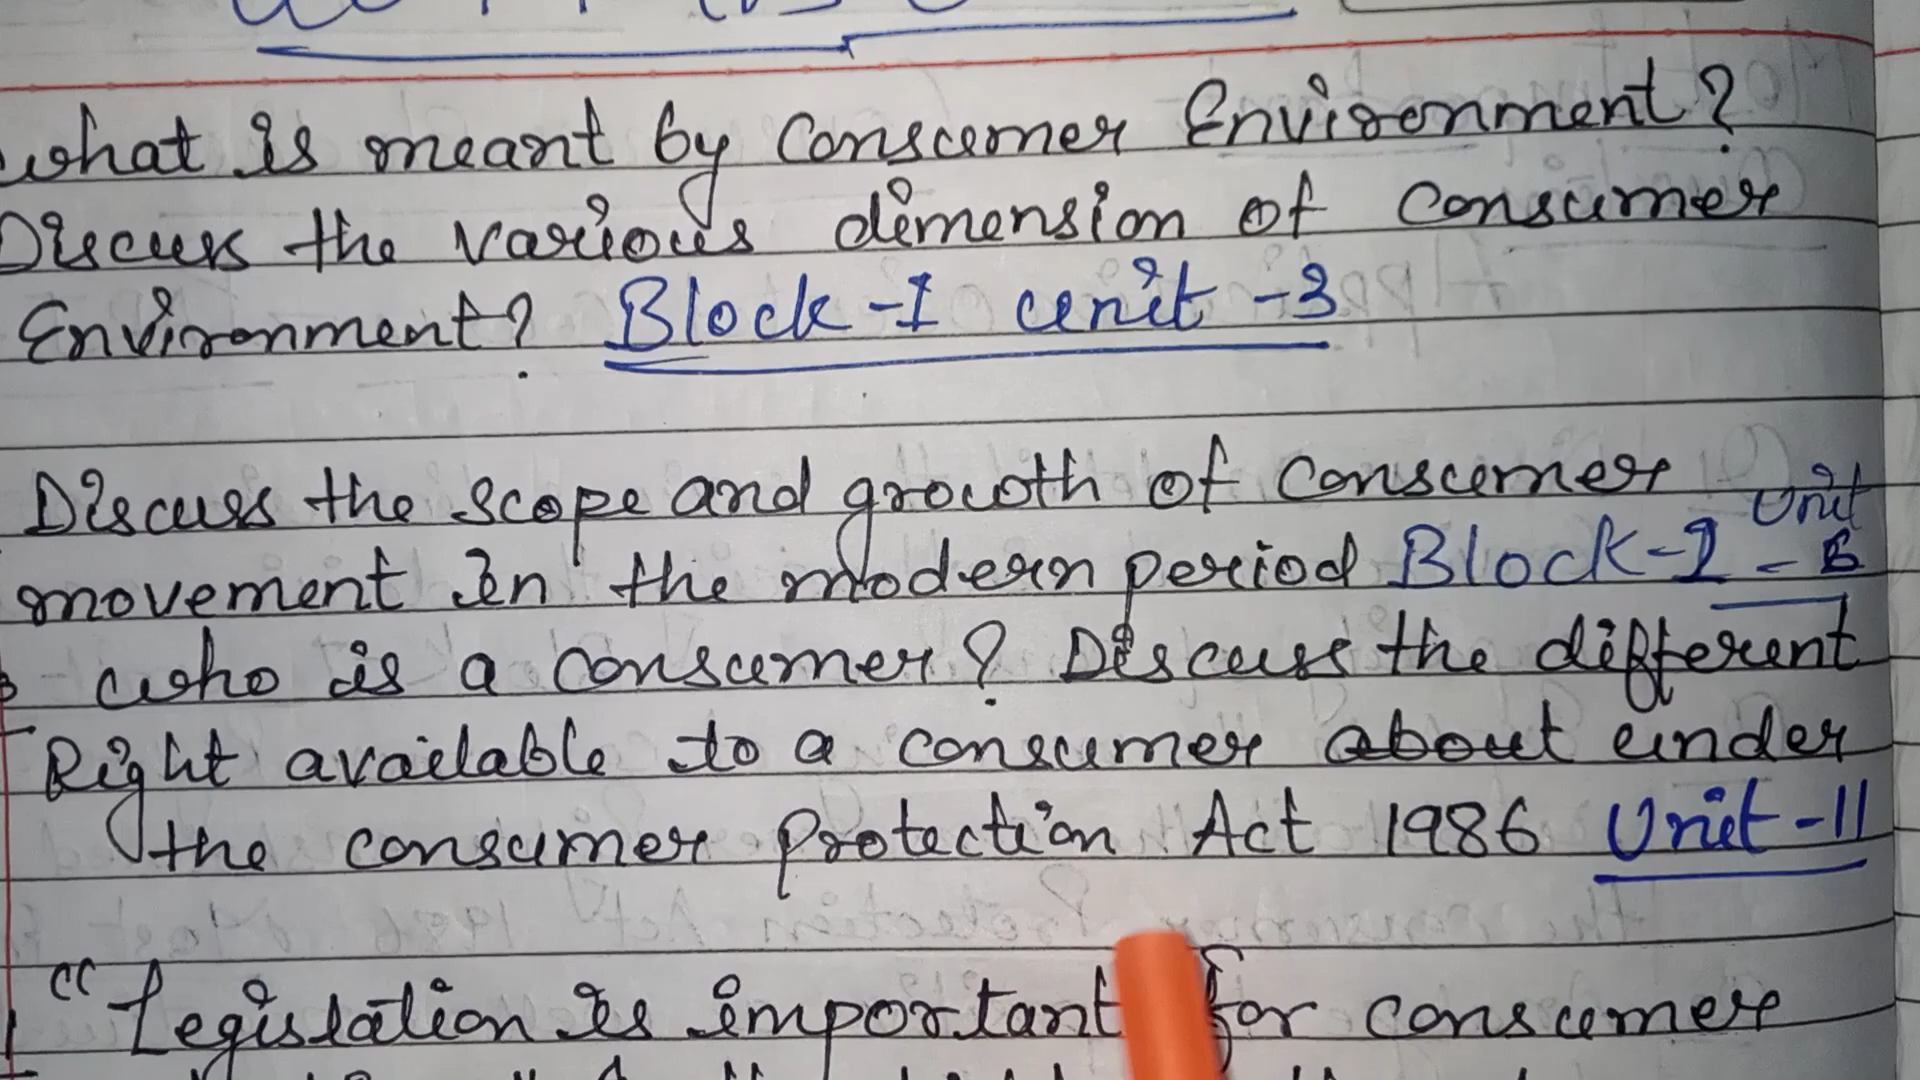 What is meant by Consumer Environment?
Discuss the various dimension of Consumer
Environment? Block-1 unit-3
Discuss the scope and growth of Consumer
movement in the modern period Block-2 Unit
who is a consumer? Discuss the different
Right available to a consumer about under
the consumer Protection Act 1986 Unit-11
"Legislation is important for consumer